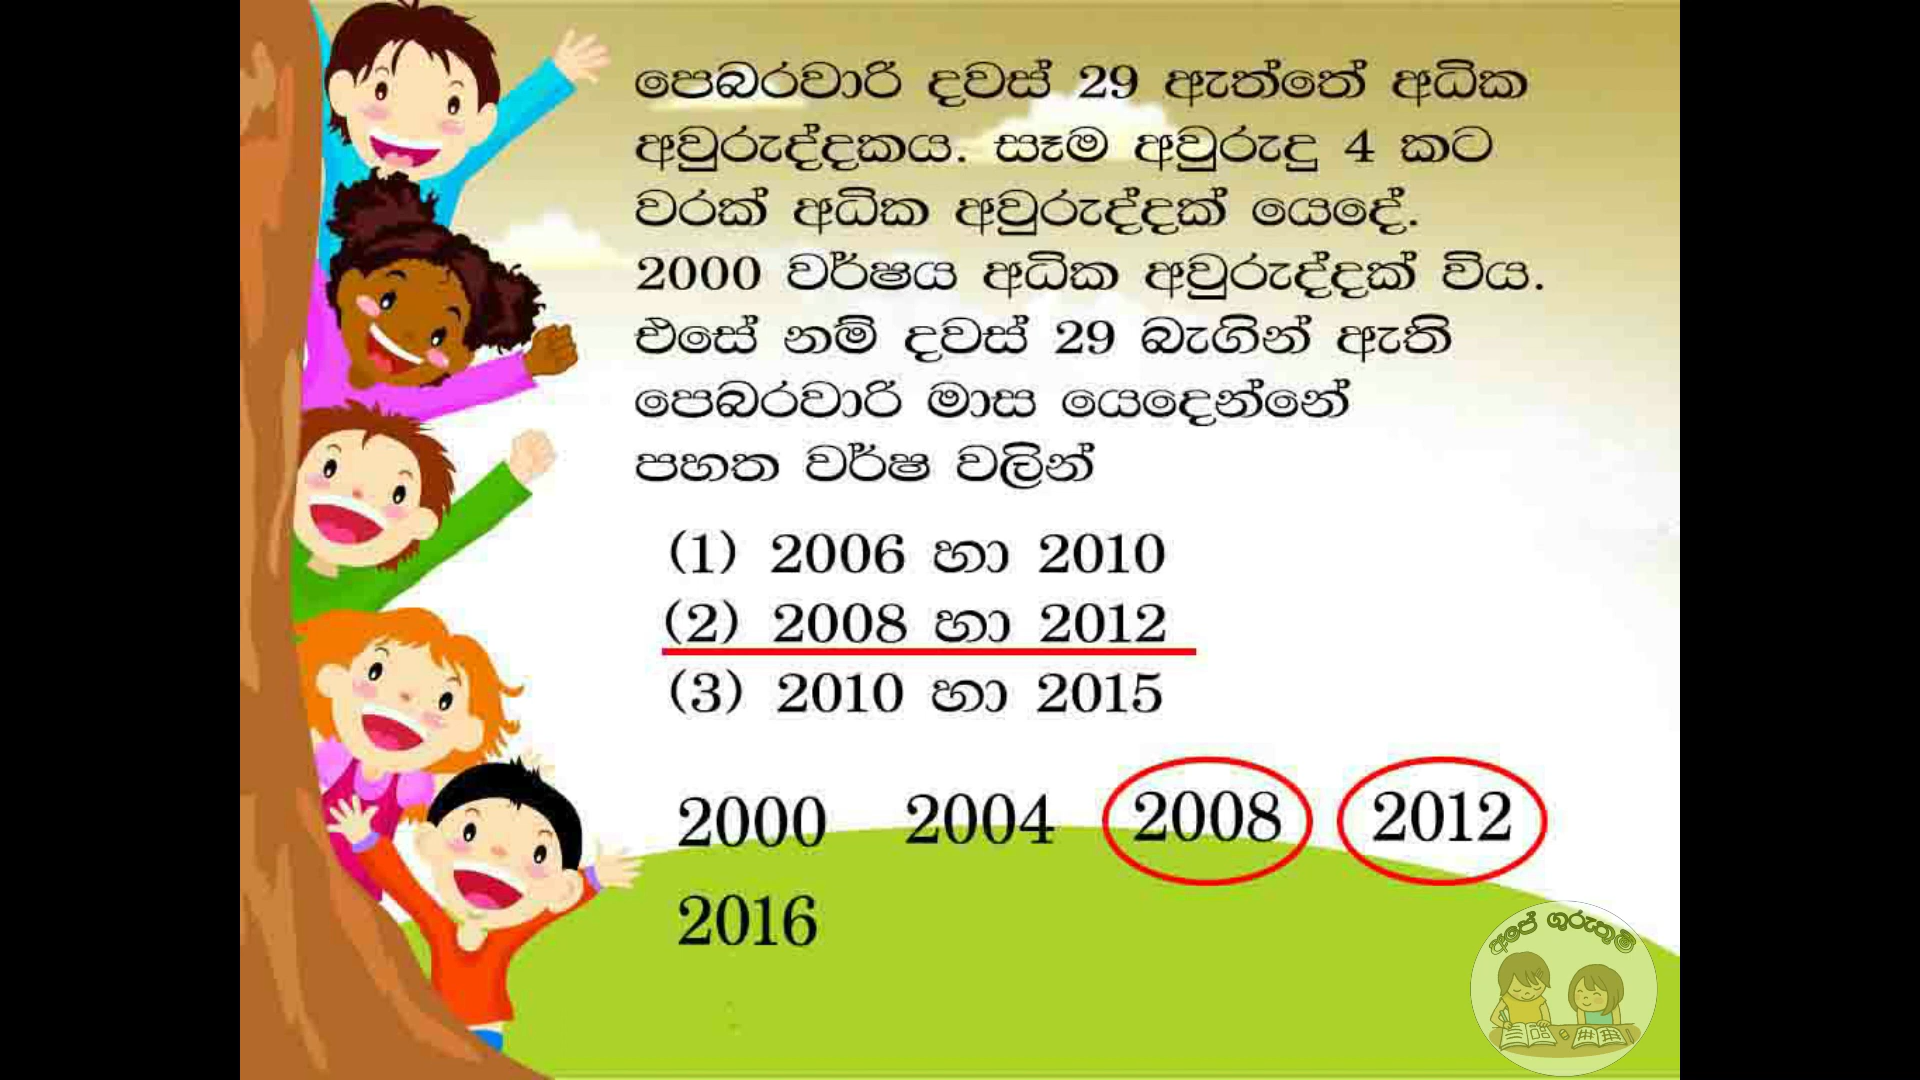 පෙබරවාරි දවස් 29 ඇත්තේ අධික
අවුරුද්දකය. සෑම අවුරුදු 4 කට
වරක් අධික අවුරුද්දක් යෙදේ.
2000 වර්ෂය අධික අවුරුද්දක් විය.
එසේ නම් දවස් 29 බැගින් ඇති
පෙබරවාරි මාස යෙදෙන්නේ
පහත වර්ෂ වලින්
(1) 2006 හා 2010
(2) 2008 හා 2012
(3) 2010 හා 2015
2000 2004 2008 2012
2016
අපේ ගුරුතුමී